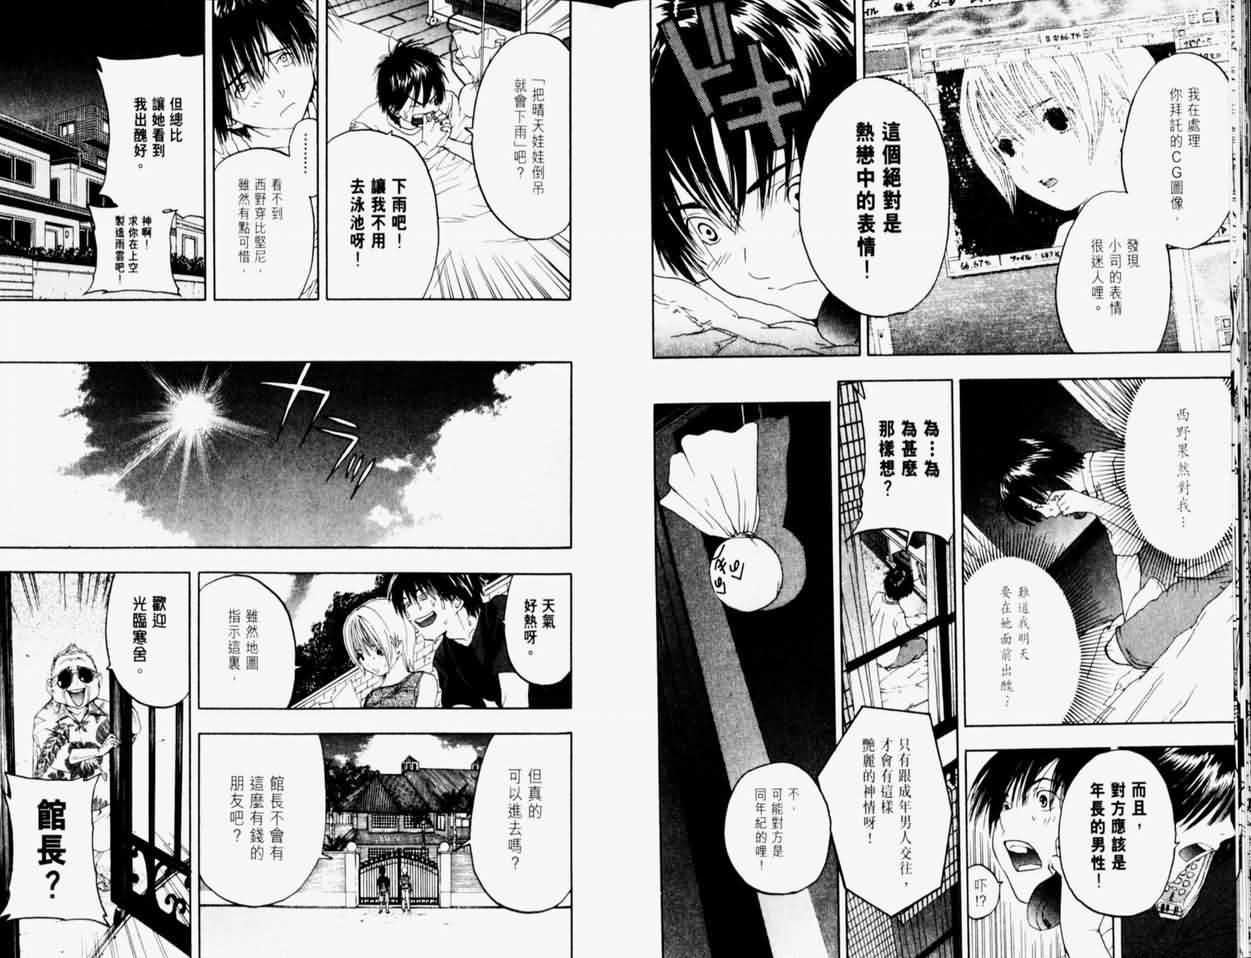 我在處理
你拜託的CG圖像，
發現
小司的表情
很迷人哩。
66.67%
ドキ
這個絕對是
熱戀中的表情！
西野果然對我…
難道我明天
要在她面前出醜…
為…為
為甚麼
那樣想？
而且，
對方應該是
年長的男性！
吓!?
只有跟成年男人交往，
才會有這樣
艷麗的神情呀！
不，
可能對方是
同年紀的哩！
「把晴天娃娃倒吊
就會下雨」吧？
下雨吧！
讓我不用
去泳池呀！
…………
看不到
西野穿比堅尼，
雖然有點可惜，
但總比
讓她看到
我出醜好。
神啊！
求你在上空
製造雨雲吧！
カラッ
天氣
好熱呀。
雖然地圖
指示這裏，
但真的
可以進去嗎？
館長不會有
這麼有錢的
朋友吧？
歡迎
光臨寒舍。
館長？